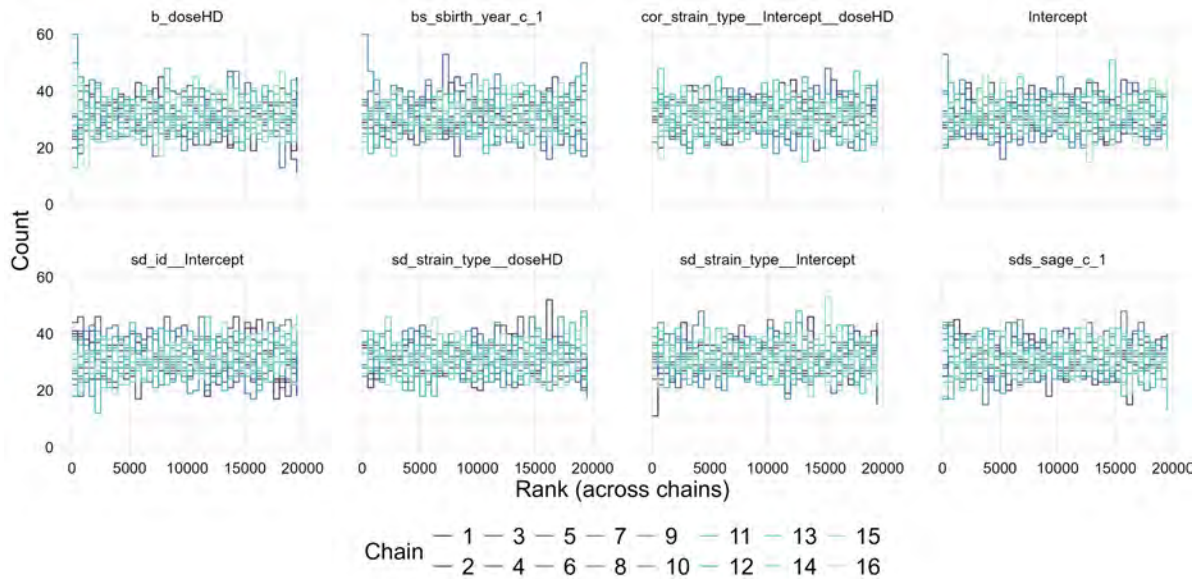 b_doseHD bs_sbirth_year_c_1 cor_strain_type__Intercept__doseHD Intercept
60
40
20
0
sd_id__Intercept sd_strain_type__doseHD sd_strain_type__Intercept sds_sage_c_1
60
40
20
0
Count
0 5000 10000 15000 20000 0 5000 10000 15000 20000 0 5000 10000 15000 20000 0 5000 10000 15000 20000
Rank (across chains)
Chain
1 3 5 7 9 11 13 15
2 4 6 8 10 12 14 16